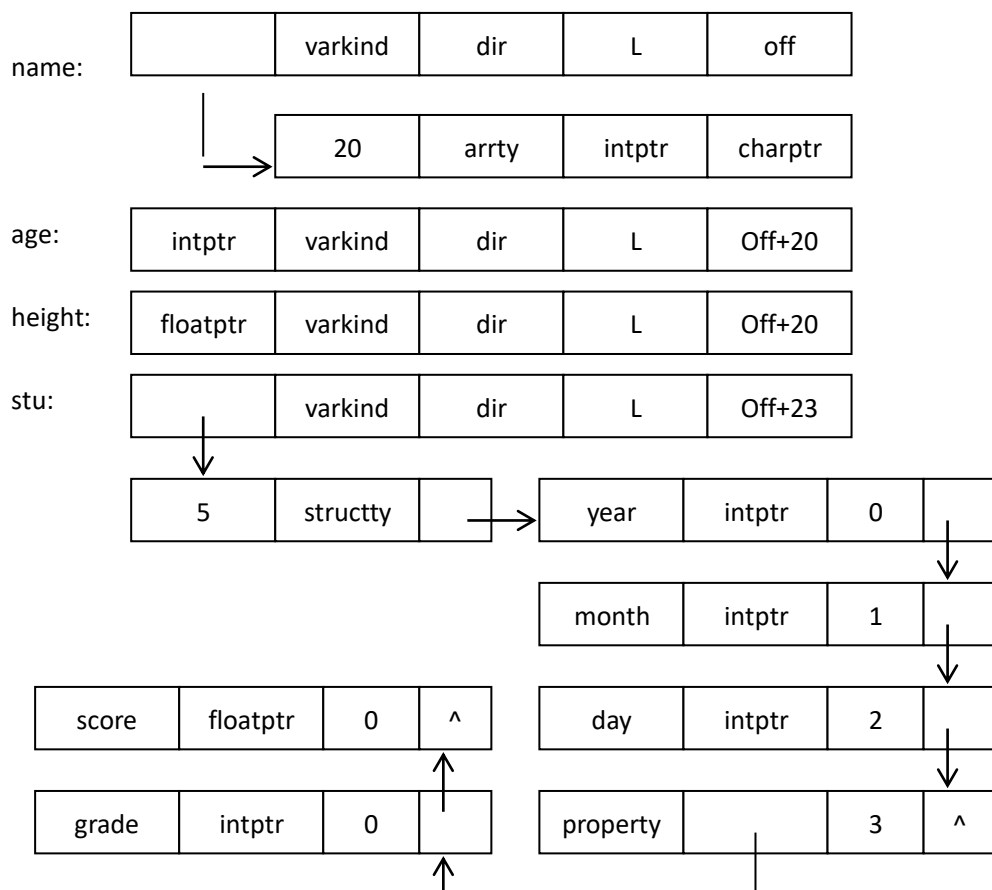 name: varkind dir L off
20 arrty intptr charptr
age: intptr varkind dir L Off+20
height: floatptr varkind dir L Off+20
stu: varkind dir L Off+23
5 structty year intptr 0
month intptr 1
score floatptr 0 ^ day intptr 2
grade intptr 0 property 3 ^